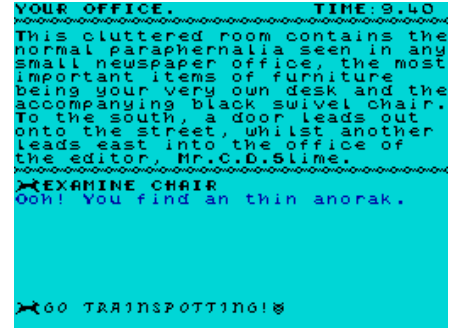 YOUR OFFICE. TIME:9.40
This cluttered room contains the
normal paraphernalia seen in any
small newspaper office, the most
important items of furniture
being your very own desk and the
accompanying black swivel chair.
To the south, a door leads out
onto the street, whilst another
leads east into the office of
the editor, Mr.C.D.Slime.
EXAMINE CHAIR
Ooh! You find an thin anorak.
GO TRAINSPOTTING!